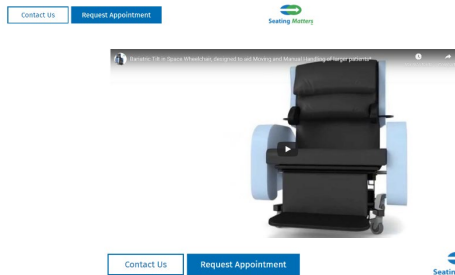 Contact Us
Request Appointment
Seating Matters
Bariatric Tilt in Space Wheelchair, designed to aid Moving and Manual Handling of larger patients*
Contact Us
Request Appointment
Seatin